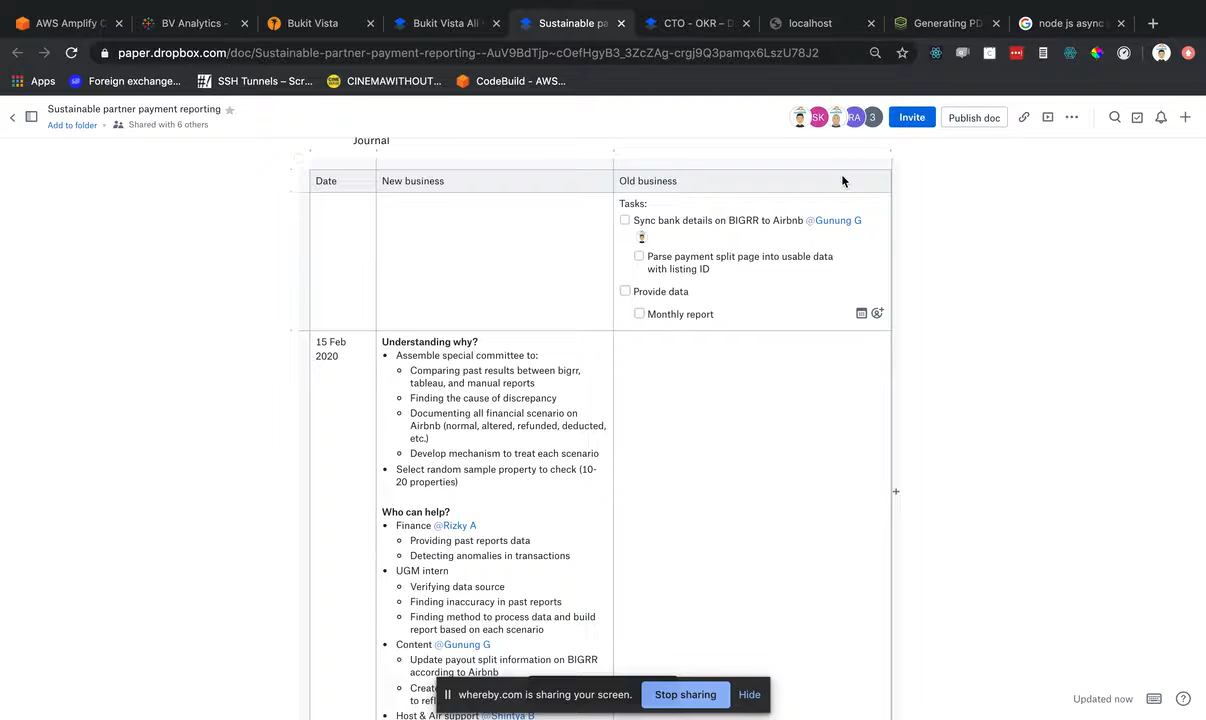 AWS Amplify C
BV Analytics -
Bukit Vista
Bukit Vista All
Sustainable pa
CTO - OKR – D
localhost
Generating PD
node js async
paper.dropbox.com/doc/Sustainable-partner-payment-reporting--AuV9BdTjp~cOefHgyB3_3ZcZAg-crgj9Q3pamqx6LszU78J2
Apps
Foreign exchange...
SSH Tunnels – Scr...
CINEMAWITHOUT...
CodeBuild - AWS...
Sustainable partner payment reporting
Add to folder
Shared with 6 others
SK
RA
3
Invite
Publish doc
Journal
Date
New business
Old business
Tasks:
Sync bank details on BIGRR to Airbnb @Gunung G
Parse payment split page into usable data
with listing ID
Provide data
Monthly report
15 Feb
2020
Understanding why?
Assemble special committee to:
Comparing past results between bigrr,
tableau, and manual reports
Finding the cause of discrepancy
Documenting all financial scenario on
Airbnb (normal, altered, refunded, deducted,
etc.)
Develop mechanism to treat each scenario
Select random sample property to check (10-
20 properties)
Who can help?
Finance @Rizky A
Providing past reports data
Detecting anomalies in transactions
UGM intern
Verifying data source
Finding inaccuracy in past reports
Finding method to process data and build
report based on each scenario
Content @Gunung G
Update payout split information on BIGRR
according to Airbnb
Host & Air support @Shintya B
whereby.com is sharing your screen.
Stop sharing
Hide
Updated now